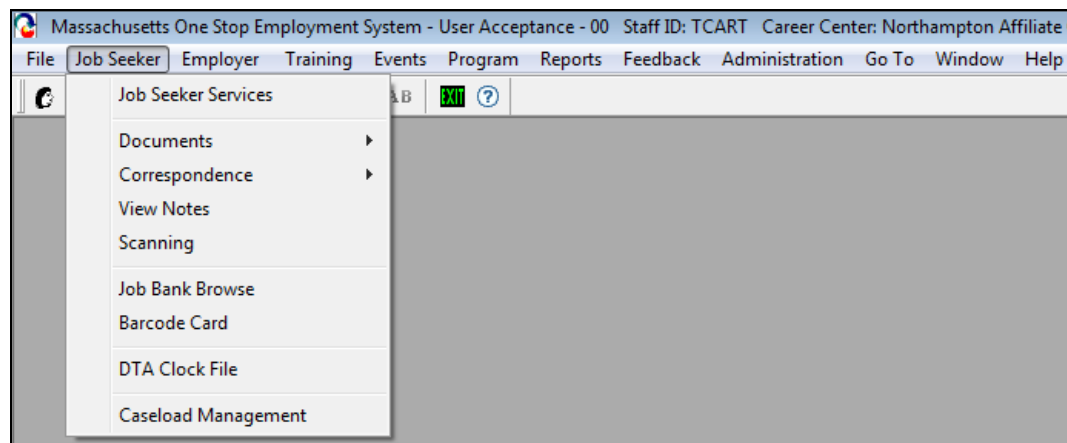 Massachusetts One Stop Employment System - User Acceptance - 00 Staff ID: TCART Career Center: Northampton Affiliate
File Job Seeker Employer Training Events Program Reports Feedback Administration Go To Window Help
AB EXIT ?
Job Seeker Services
Documents
Correspondence
View Notes
Scanning
Job Bank Browse
Barcode Card
DTA Clock File
Caseload Management